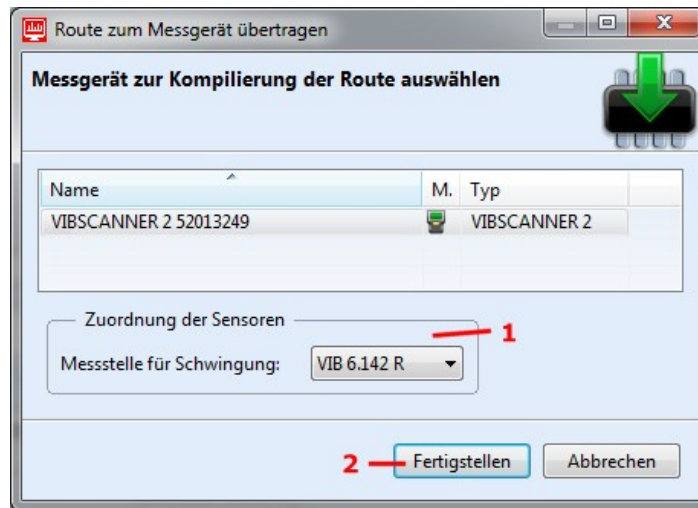 Route zum Messgerät übertragen
Messgerät zur Kompilierung der Route auswählen
Name M. Typ
VIBSCANNER 2 52013249 VIBSCANNER 2
Zuordnung der Sensoren
1
Messstelle für Schwingung: VIB 6.142 R
2 Fertigstellen Abbrechen